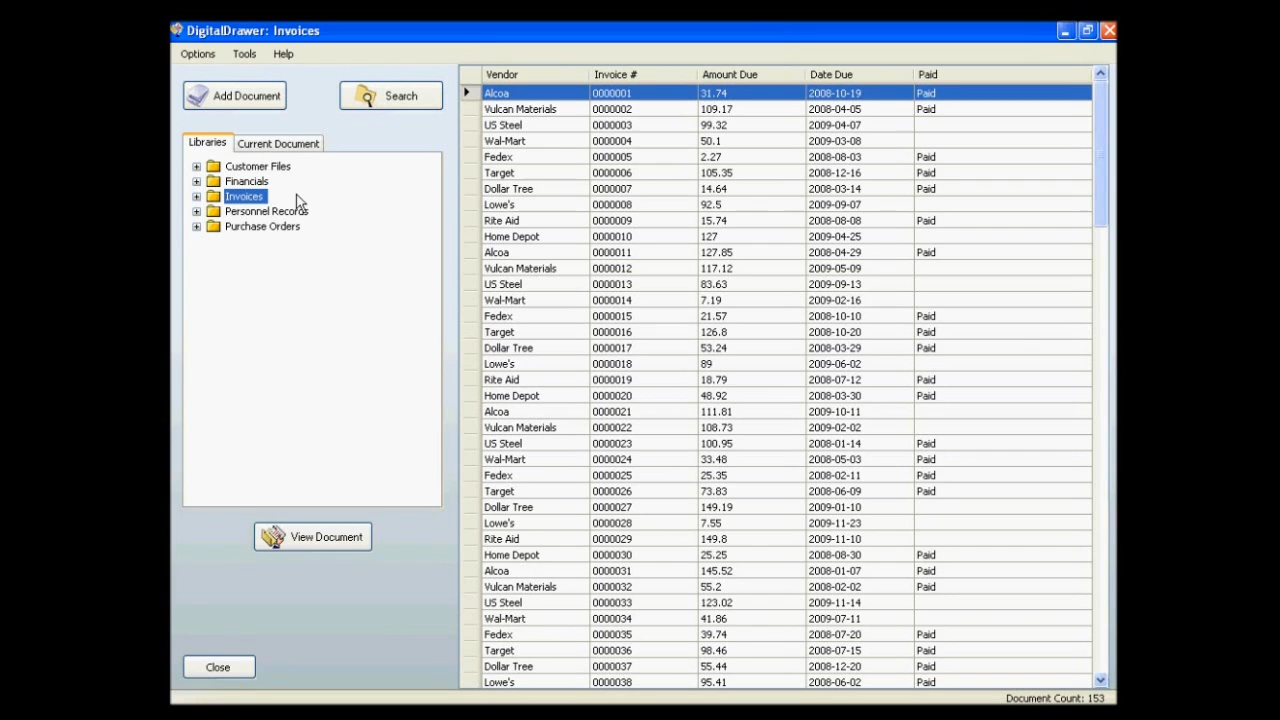 DigitalDrawer: Invoices
Options Tools Help
Add Document Search
Libraries Current Document
Customer Files
Financials
Invoices
Personnel Records
Purchase Orders
View Document
Close
Vendor Invoice # Amount Due Date Due Paid
Alcoa 0000001 31.74 2008-10-19 Paid
Vulcan Materials 0000002 109.17 2008-04-05 Paid
US Steel 0000003 99.32 2009-04-07
Wal-Mart 0000004 50.1 2009-03-08
Fedex 0000005 2.27 2008-08-03 Paid
Target 0000006 105.35 2008-12-16 Paid
Dollar Tree 0000007 14.64 2008-03-14 Paid
Lowe's 0000008 92.5 2009-09-07
Rite Aid 0000009 15.74 2008-08-08 Paid
Home Depot 0000010 127 2009-04-25
Alcoa 0000011 127.85 2008-04-29 Paid
Vulcan Materials 0000012 117.12 2009-05-09
US Steel 0000013 83.63 2009-09-13
Wal-Mart 0000014 7.19 2009-02-16
Fedex 0000015 21.57 2008-10-10 Paid
Target 0000016 126.8 2008-10-20 Paid
Dollar Tree 0000017 53.24 2008-03-29 Paid
Lowe's 0000018 89 2009-06-02
Rite Aid 0000019 18.79 2008-07-12 Paid
Home Depot 0000020 48.92 2008-03-30 Paid
Alcoa 0000021 111.81 2009-10-11
Vulcan Materials 0000022 108.73 2009-02-02
US Steel 0000023 100.95 2008-01-14 Paid
Wal-Mart 0000024 33.48 2008-05-03 Paid
Fedex 0000025 25.35 2008-02-11 Paid
Target 0000026 73.83 2008-06-09 Paid
Dollar Tree 0000027 149.19 2009-01-10
Lowe's 0000028 7.55 2009-11-23
Rite Aid 0000029 149.8 2009-11-10
Home Depot 0000030 25.25 2008-08-30 Paid
Alcoa 0000031 145.52 2008-01-07 Paid
Vulcan Materials 0000032 55.2 2008-02-02 Paid
US Steel 0000033 123.02 2009-11-14
Wal-Mart 0000034 41.86 2009-07-11
Fedex 0000035 39.74 2008-07-20 Paid
Target 0000036 98.46 2008-07-15 Paid
Dollar Tree 0000037 55.44 2008-12-20 Paid
Lowe's 0000038 95.41 2008-06-02 Paid
Document Count: 153